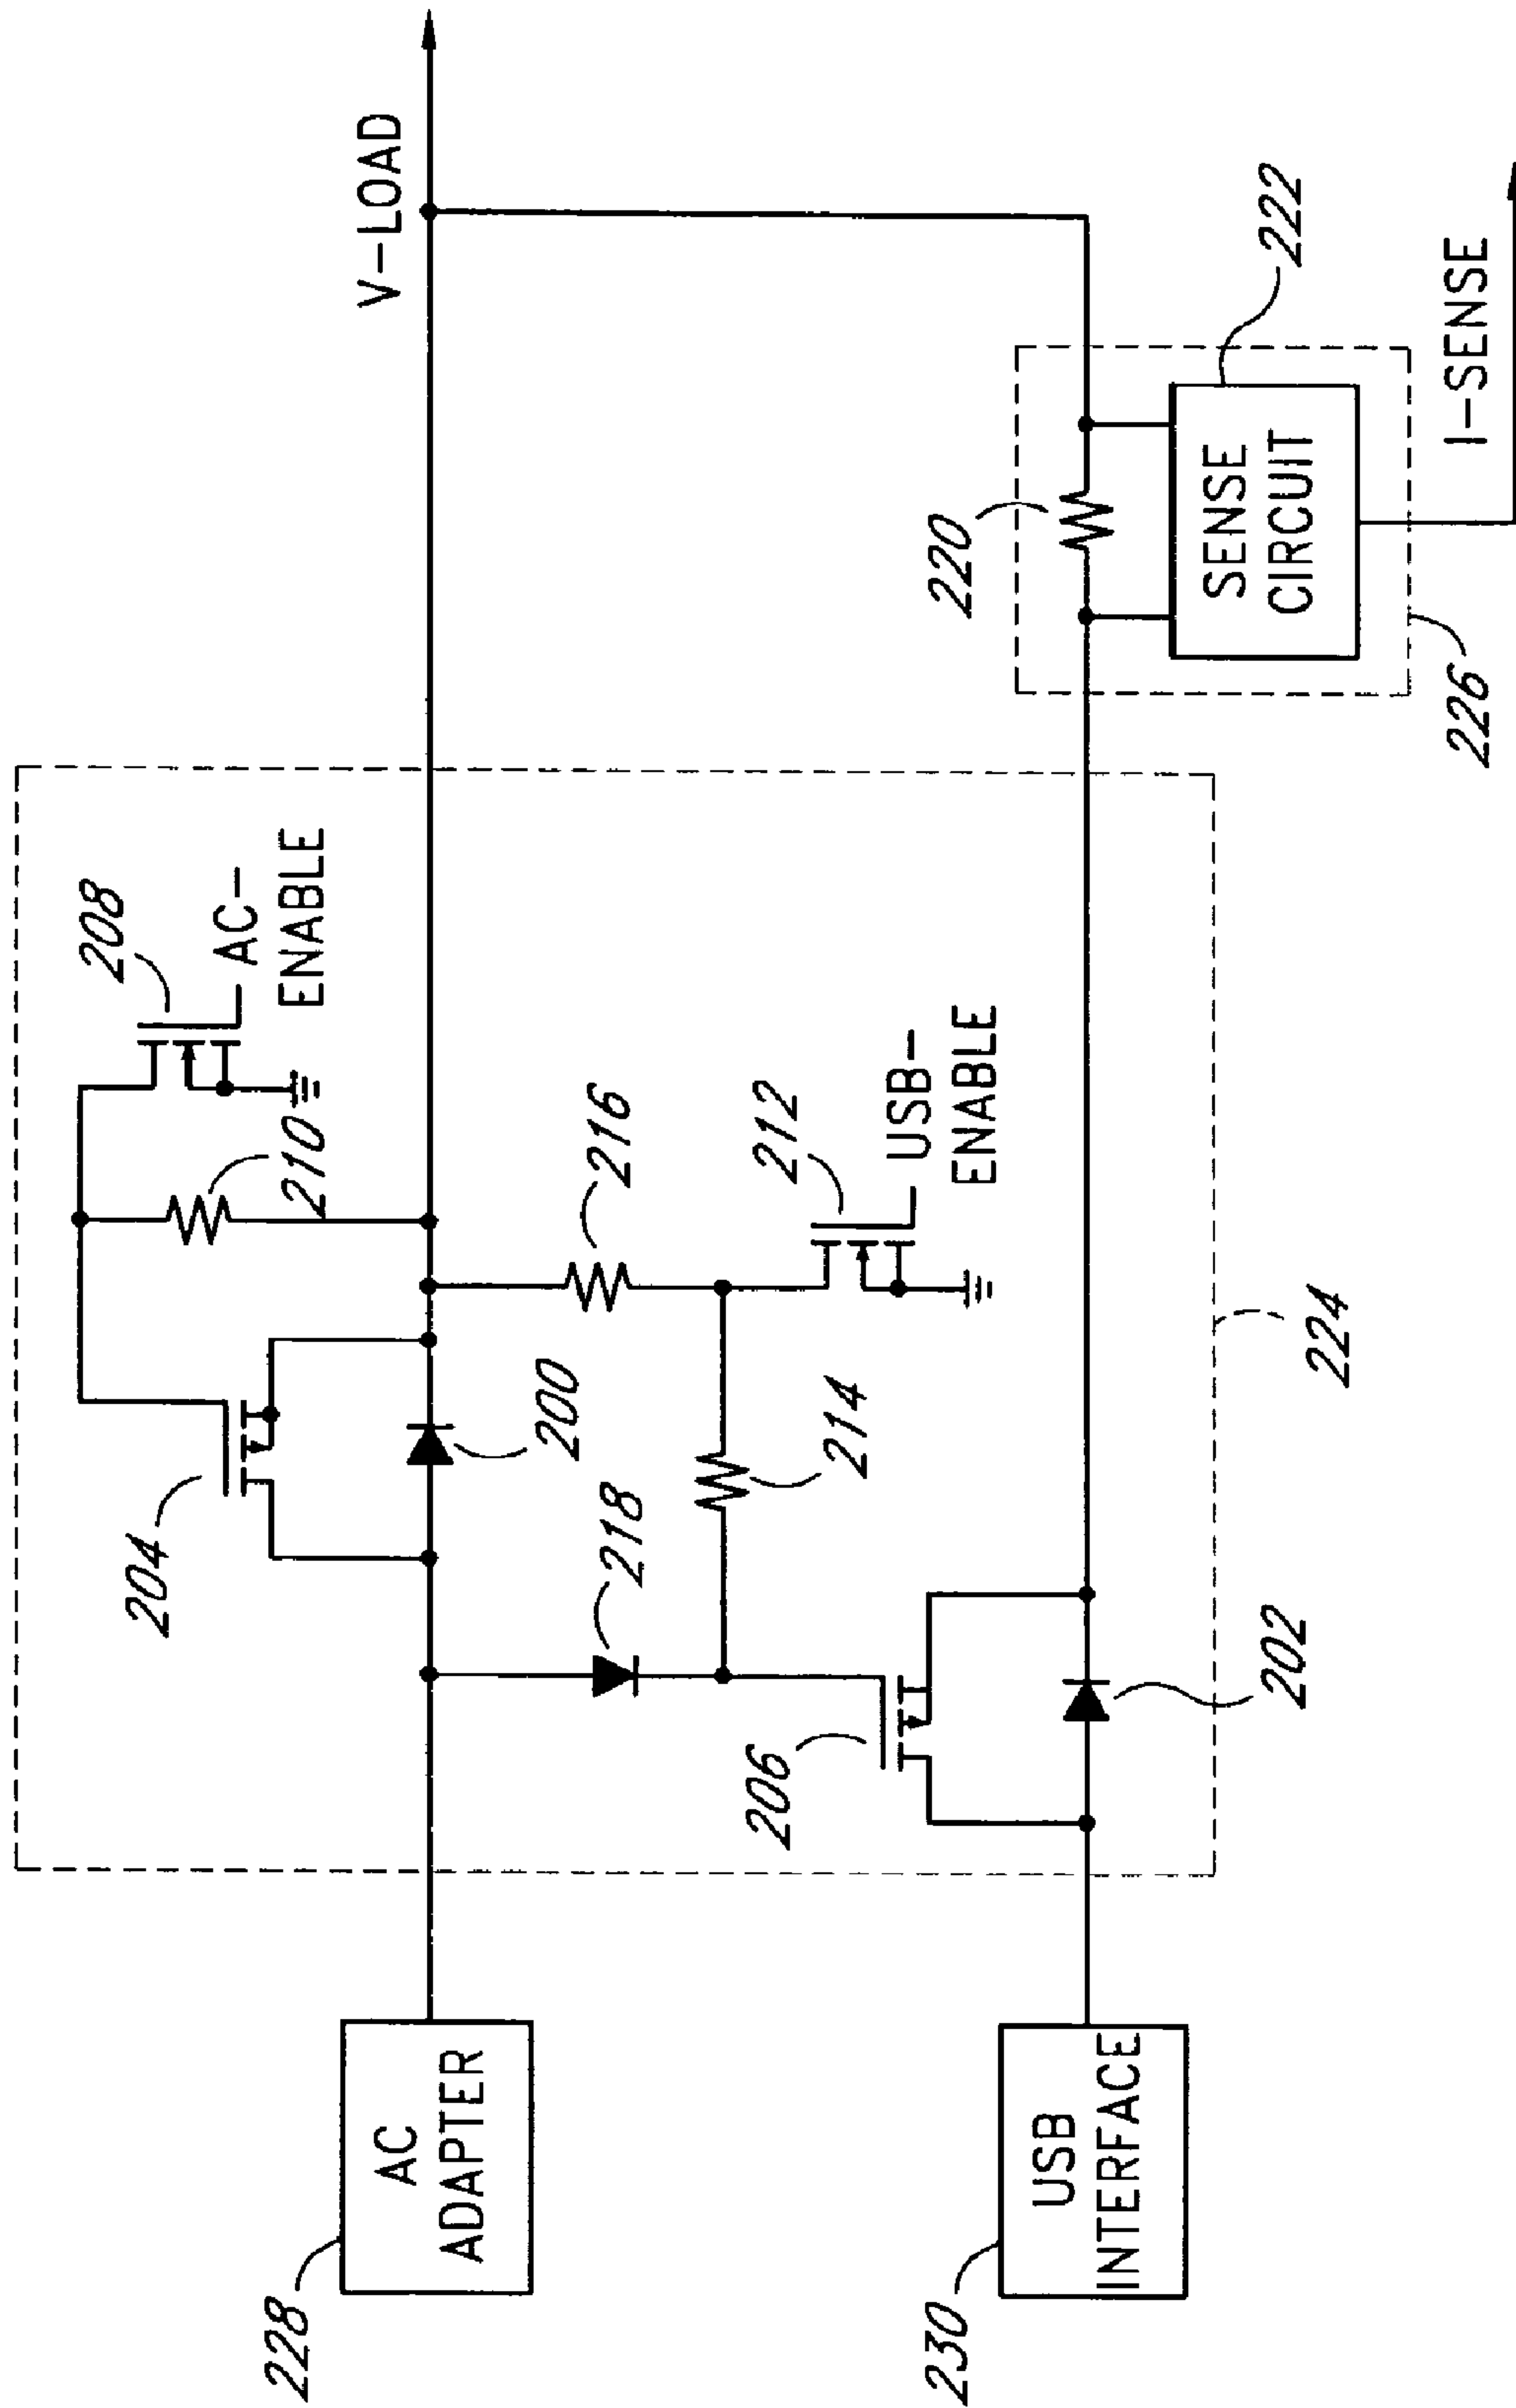 208
AC-
ENABLE
V-LOAD
204
210
200
216
218
214
212
USB-
ENABLE
206
202
224
220
222
SENSE
CIRCUIT
226
I-SENSE
228
AC
ADAPTER
230
USB
INTERFACE